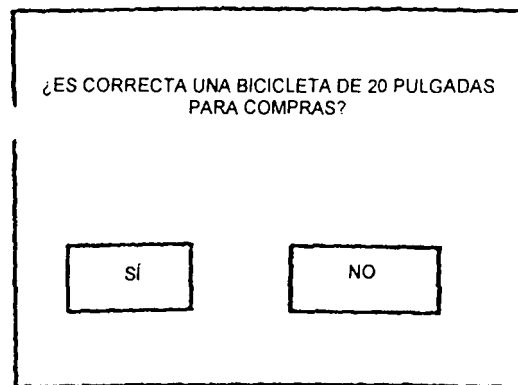 ¿ES CORRECTA UNA BICICLETA DE 20 PULGADAS
PARA COMPRAS?
SÍ
NO